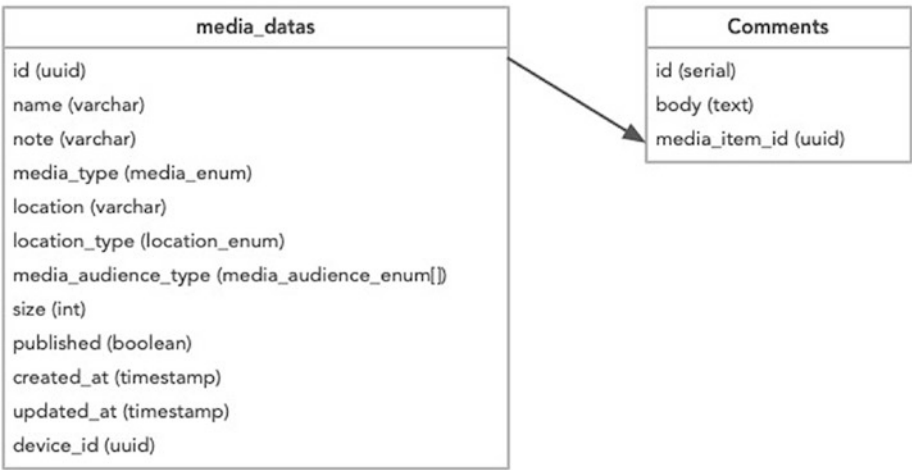 media_datas
id (uuid)
name (varchar)
note (varchar)
media_type (media_enum)
location (varchar)
location_type (location_enum)
media_audience_type (media_audience_enum[])
size (int)
published (boolean)
created_at (timestamp)
updated_at (timestamp)
device_id (uuid)
Comments
id (serial)
body (text)
media_item_id (uuid)